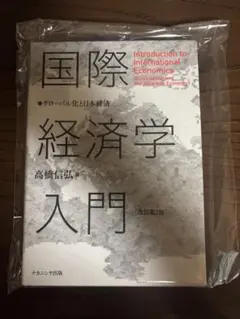 国際
Introduction to
International
Economics
●グローバル化と日本経済
経済学
高橋信弘 著
入門
改訂第2版
ナカニシヤ出版